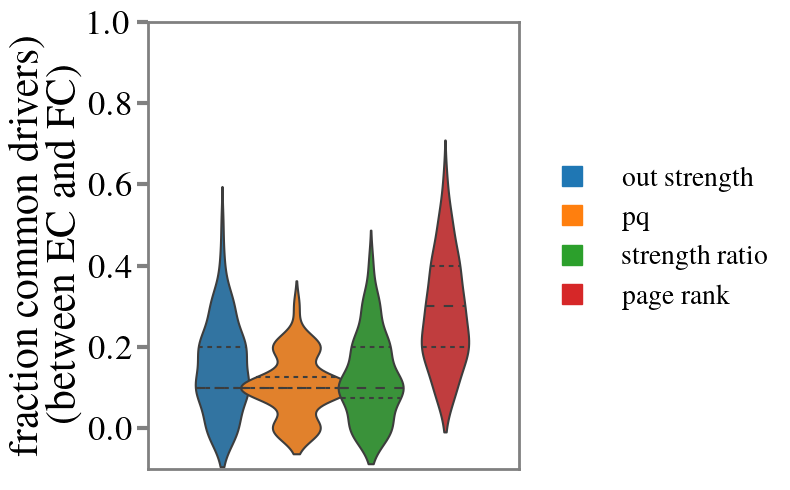 fraction common drivers)
(between EC and FC)
1.0
0.8
0.6
0.4
0.2
0.0
out strength
pq
strength ratio
page rank